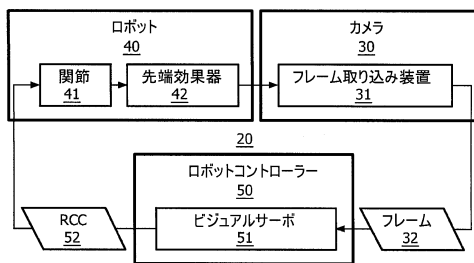 ロボット
40
関節
41
先端効果器
42
カメラ
30
フレーム取り込み装置
31
20
ロボットコントローラー
50
ビジュアルサーボ
51
RCC
52
フレーム
32